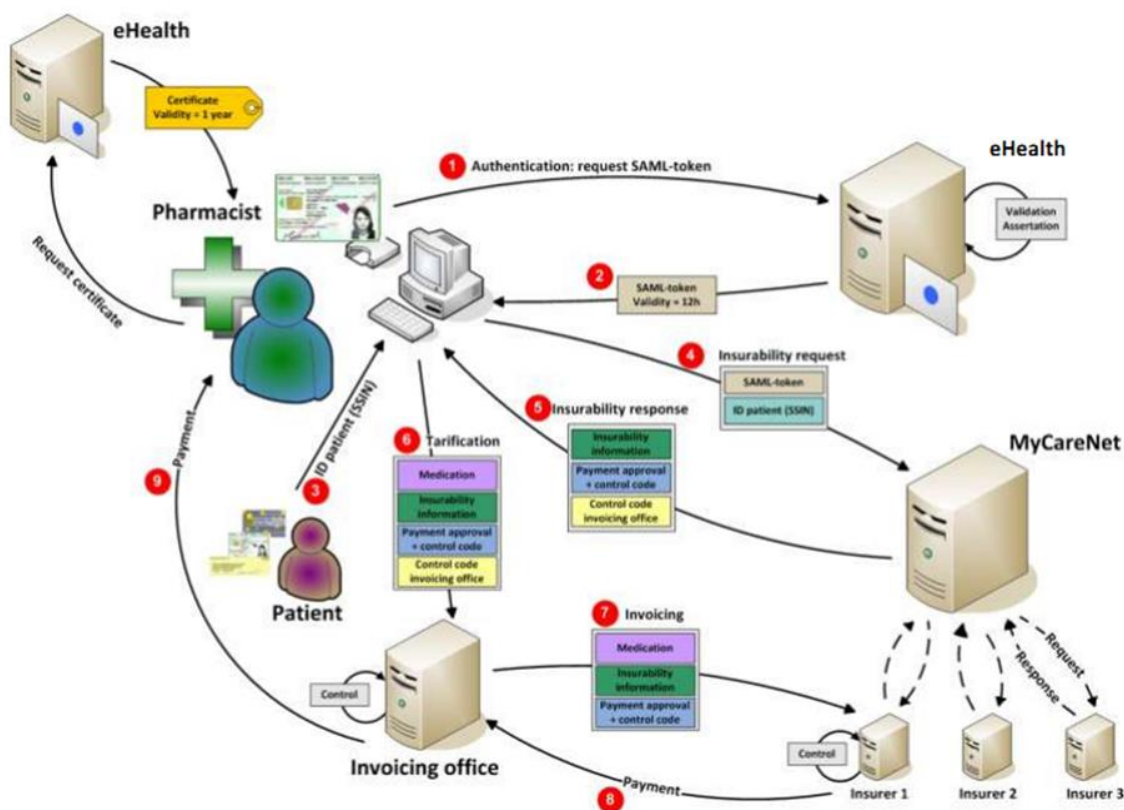 eHealth
Certificate
Validity = 1 year
Request certificate
Pharmacist
1
Authentication: request SAML-token
eHealth
Validation
Assertation
2
SAML-token
Validity = 12h
3
ID patient (SSIN)
Patient
4
Insurability request
SAML-token
ID patient (SSIN)
MyCareNet
5
Insurability response
Insurability
information
Payment approval
+ control code
Control code
invoicing office
6
Tarification
Medication
Insurability
information
Payment approval
+ control code
Control code
invoicing office
Control
Invoicing office
7
Invoicing
Medication
Insurability
information
Payment approval
+ control code
Request
Response
Control
Insurer 1
Insurer 2
Insurer 3
Payment
8
9
Payment